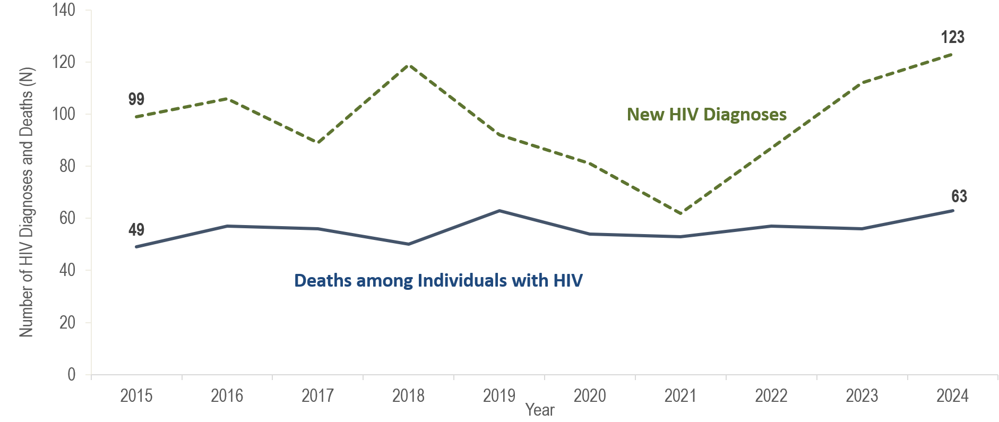 Number of HIV Diagnoses and Deaths (N)
140
120
100
80
60
40
20
0
99
123
New HIV Diagnoses
49
63
Deaths among Individuals with HIV
2015 2016 2017 2018 2019 2020 2021 2022 2023 2024
Year